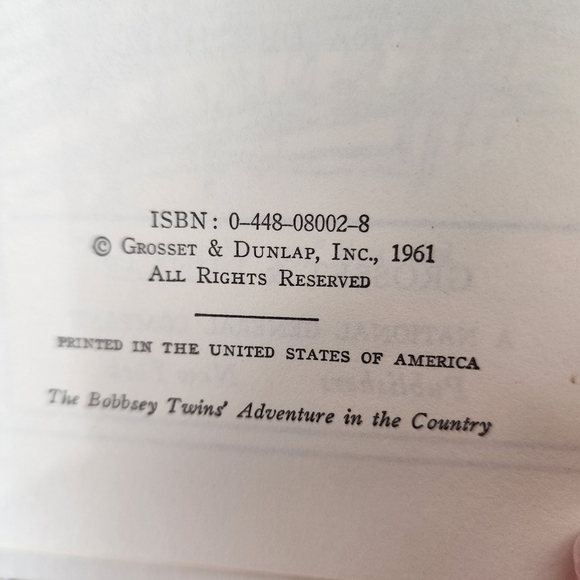 ISBN: 0-448-08002-8
© Grosset & Dunlap, Inc., 1961
All Rights Reserved
PRINTED IN THE UNITED STATES OF AMERICA
The Bobbsey Twins' Adventure in the Country